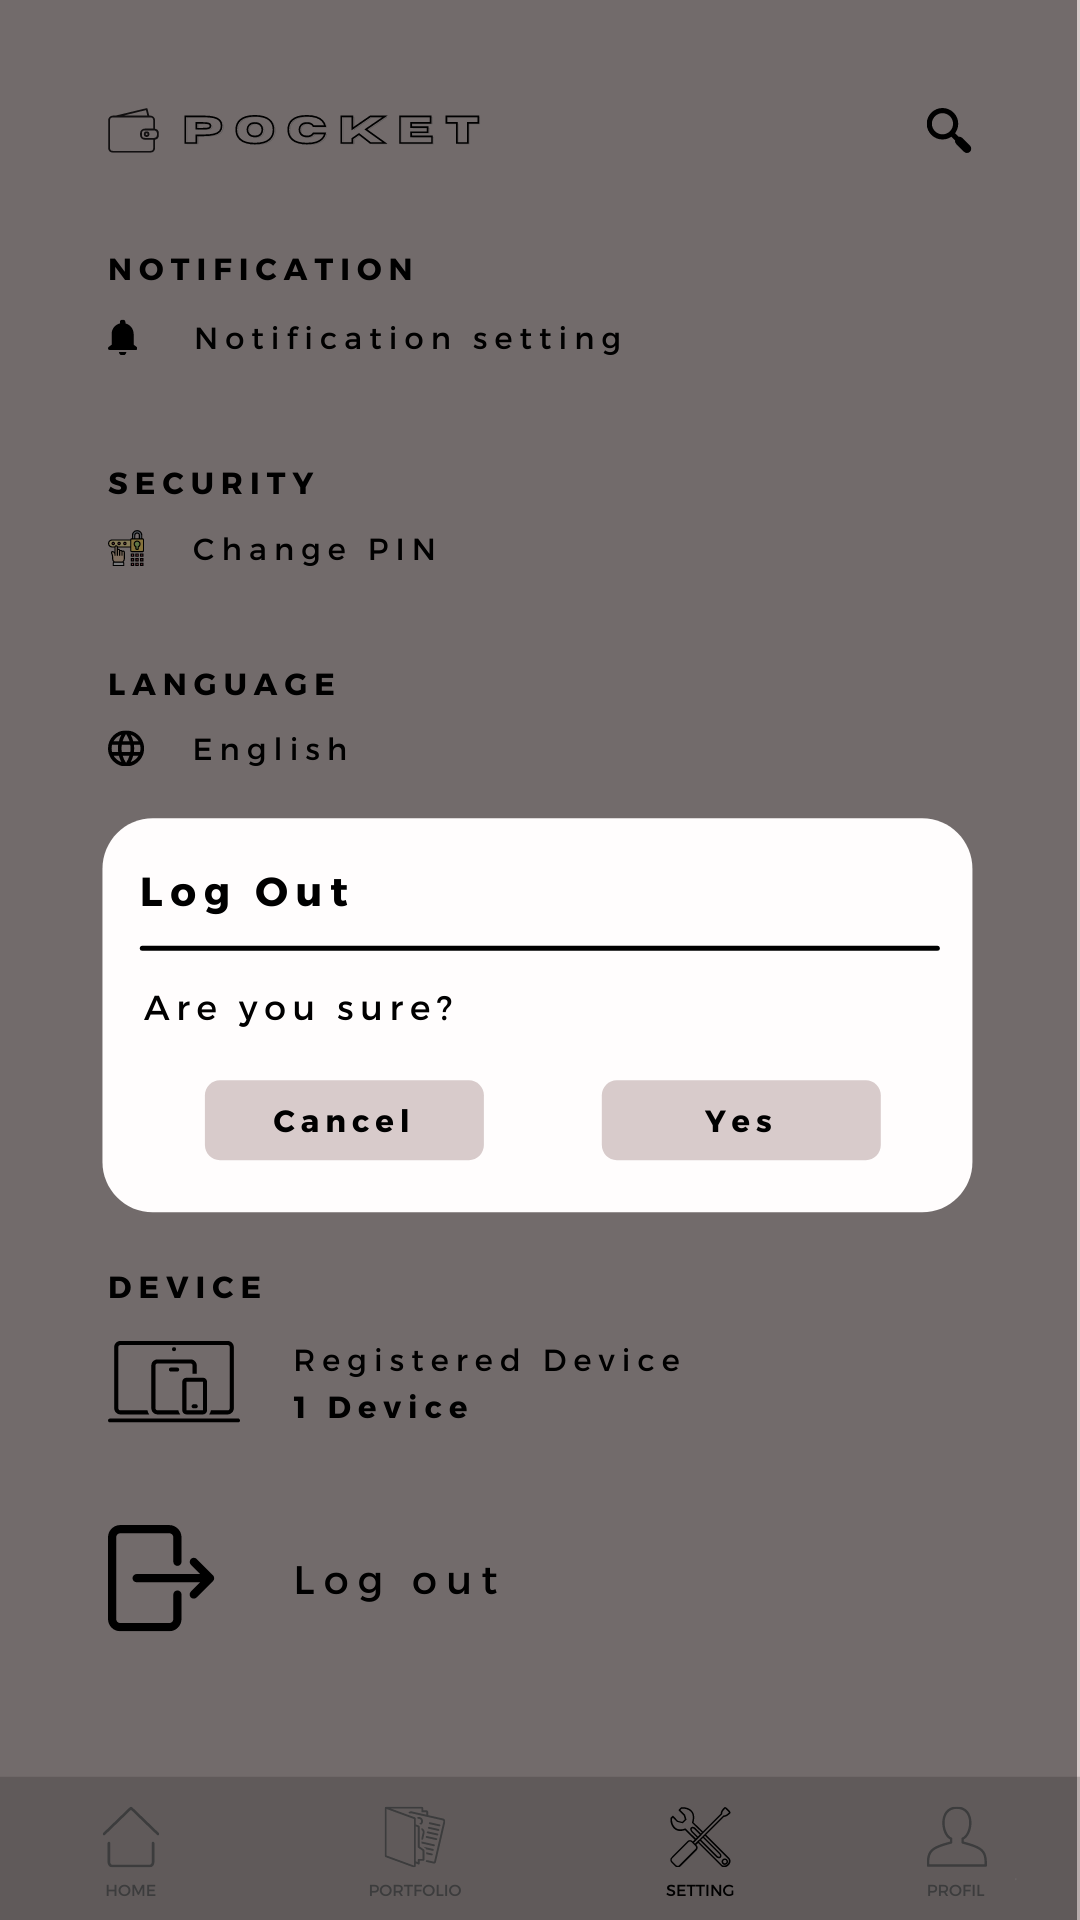 POCKET
NOTIFICATION
Notification setting
SECURITY
Change PIN
LANGUAGE
English
Log Out
Are you sure?
Cancel
Yes
DEVICE
Registered Device
1 Device
Log out
HOME
PORTFOLIO
SETTING
PROFIL